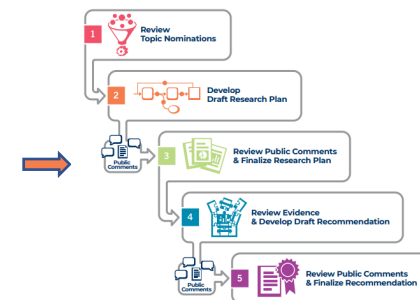 1
Review
Topic Nominations
2
Develop
Draft Research Plan
Public
Comments
3
Review Public Comments
& Finalize Research Plan
4
Review Evidence
& Develop Draft Recommendation
Public
Comments
5
Review Public Comments
& Finalize Recommendation